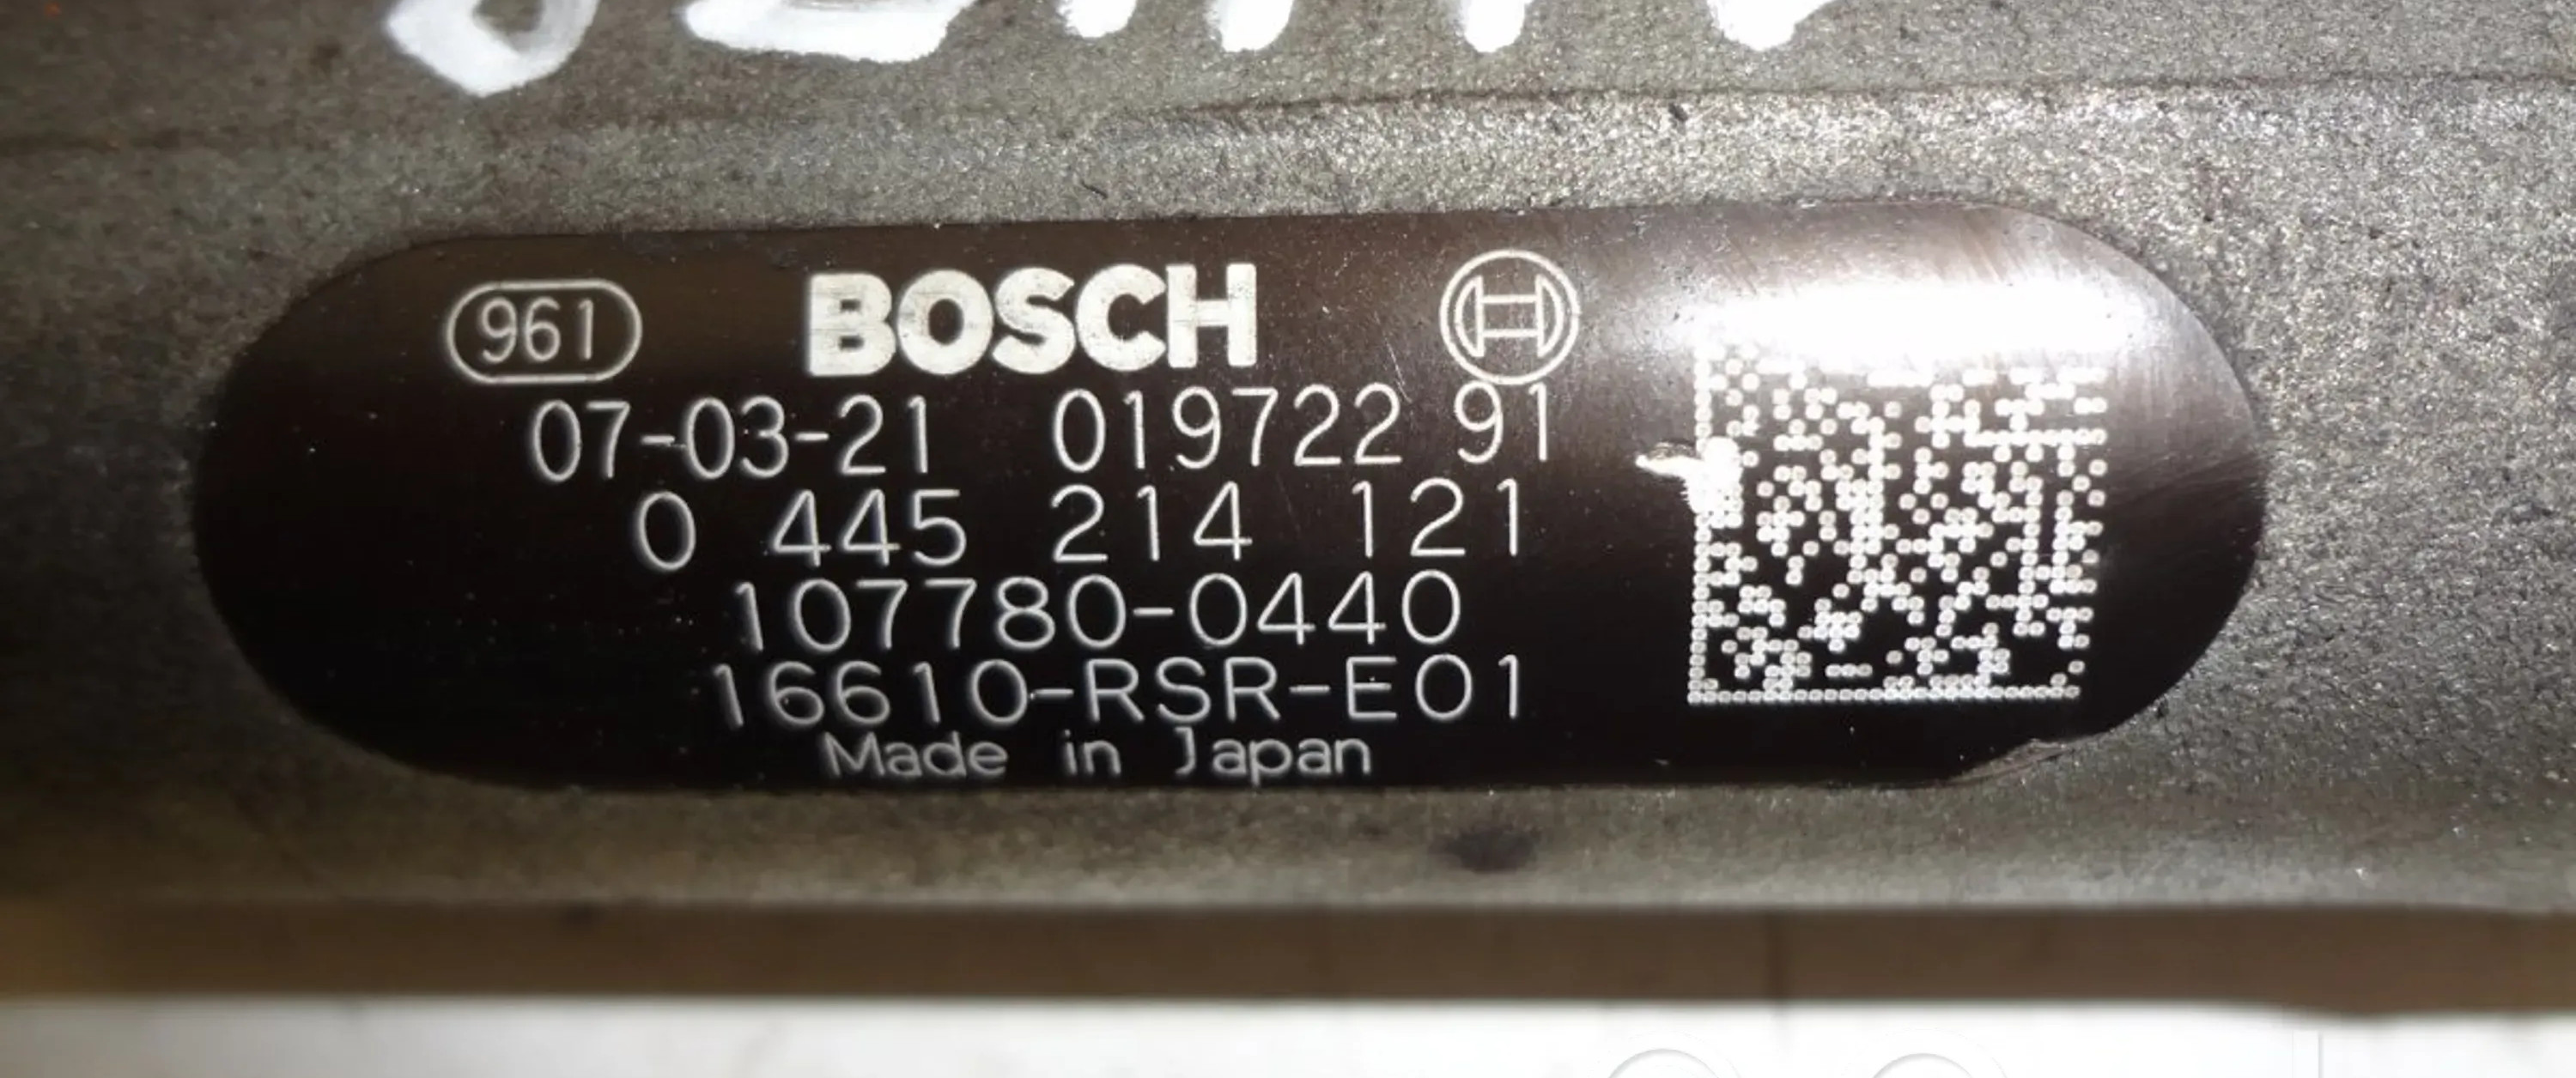 961 BOSCH
07-03-21 019722 91
0 445 214 121
107780-0440
16610-RSR-E01
Made in Japan